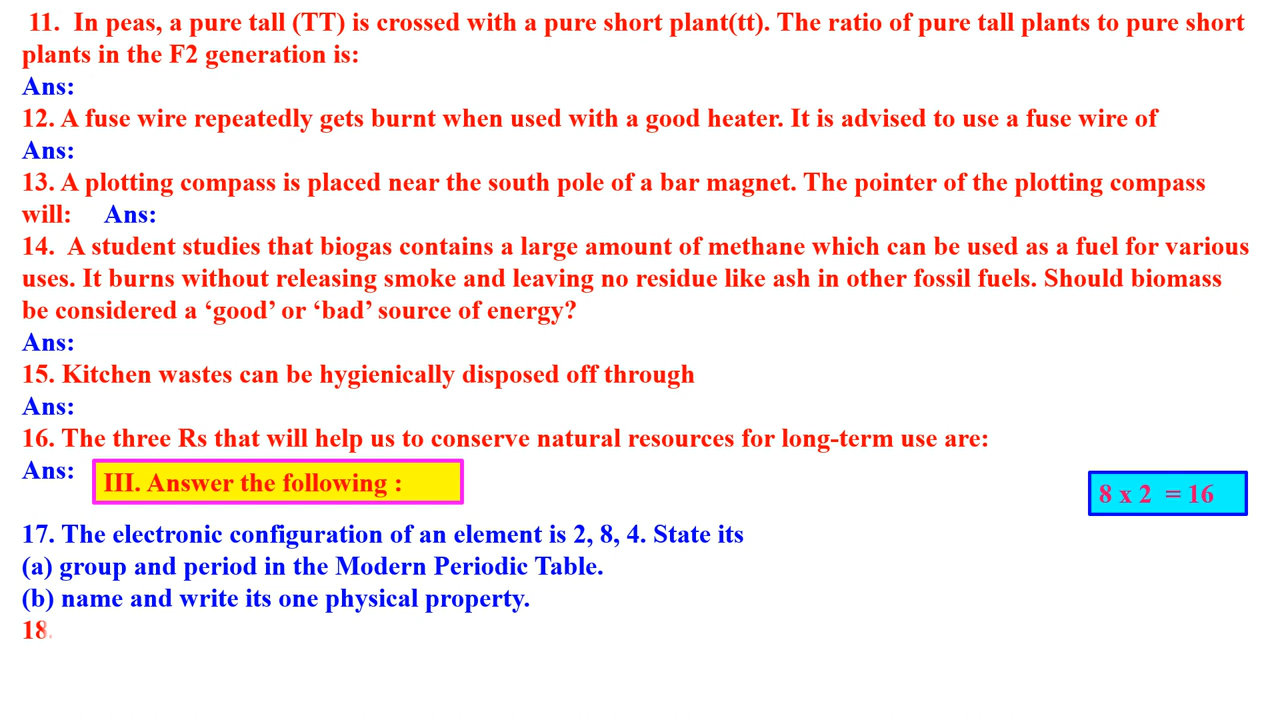 11. In peas, a pure tall (TT) is crossed with a pure short plant(tt). The ratio of pure tall plants to pure short
plants in the F2 generation is:
Ans:
12. A fuse wire repeatedly gets burnt when used with a good heater. It is advised to use a fuse wire of
Ans:
13. A plotting compass is placed near the south pole of a bar magnet. The pointer of the plotting compass
will: Ans:
14. A student studies that biogas contains a large amount of methane which can be used as a fuel for various
uses. It burns without releasing smoke and leaving no residue like ash in other fossil fuels. Should biomass
be considered a ‘good’ or ‘bad’ source of energy?
Ans:
15. Kitchen wastes can be hygienically disposed off through
Ans:
16. The three Rs that will help us to conserve natural resources for long-term use are:
Ans:
III. Answer the following :
8 x 2 = 16
17. The electronic configuration of an element is 2, 8, 4. State its
(a) group and period in the Modern Periodic Table.
(b) name and write its one physical property.
18.